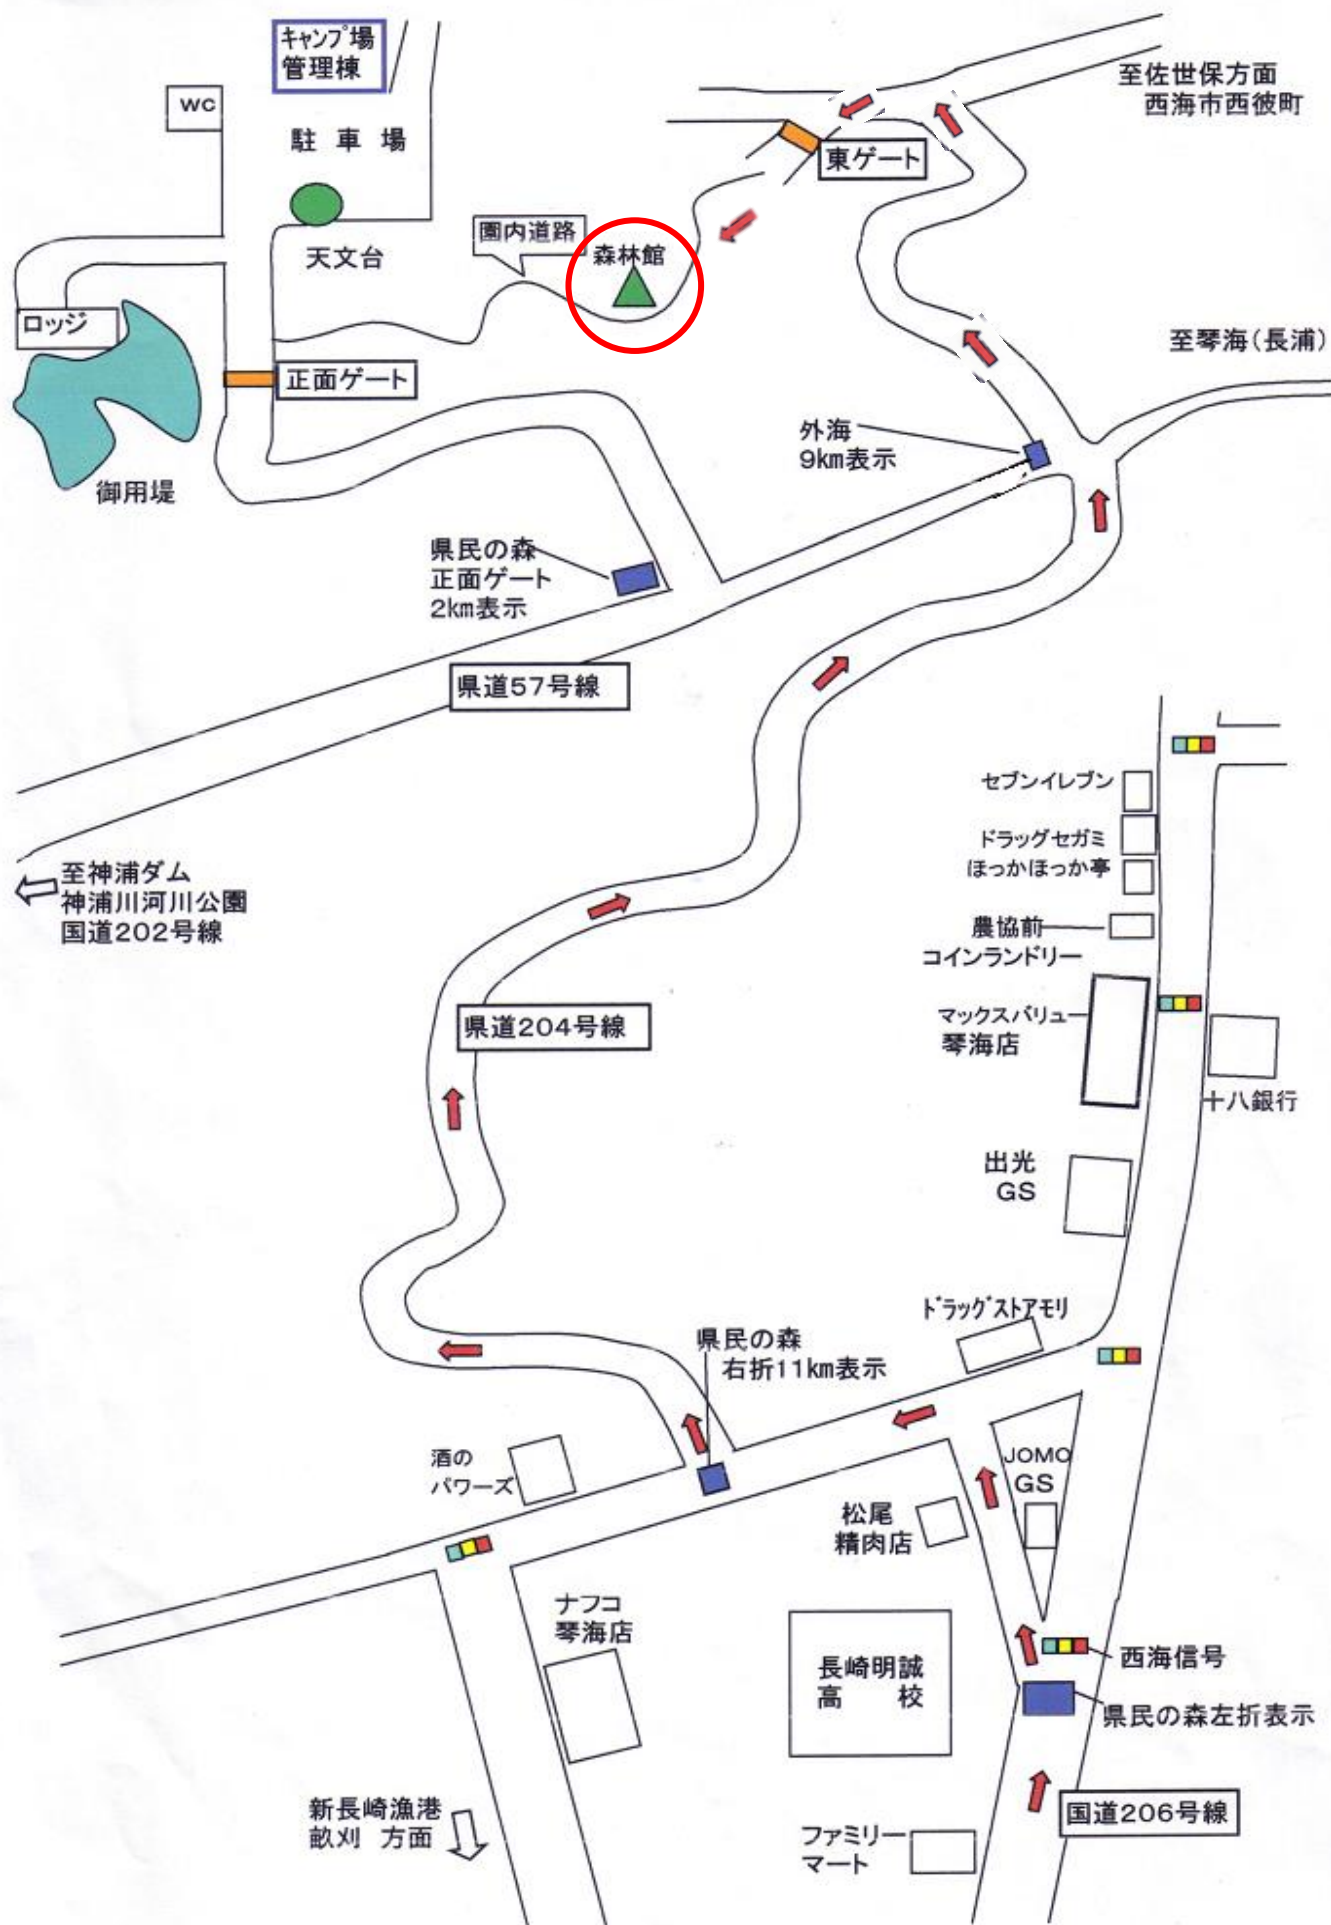 キャンプ場
管理棟
WC
駐車場
天文台
園内道路
森林館
東ゲート
至佐世保方面
西海市西彼町
至琴海(長浦)
ロッジ
正面ゲート
御用堤
外海
9km表示
県民の森
正面ゲート
2km表示
県道57号線
至神浦ダム
神浦川河川公園
国道202号線
セブンイレブン
ドラッグセガミ
ほっかほっか亭
農協前
コインランドリー
マックスバリュー
琴海店
十八銀行
県道204号線
出光
GS
ドラッグストアモリ
県民の森
右折11km表示
酒の
パワーズ
JOMO
GS
松尾
精肉店
ナフコ
琴海店
長崎明誠
高校
西海信号
県民の森左折表示
国道206号線
新長崎漁港
畝刈 方面
ファミリー
マート